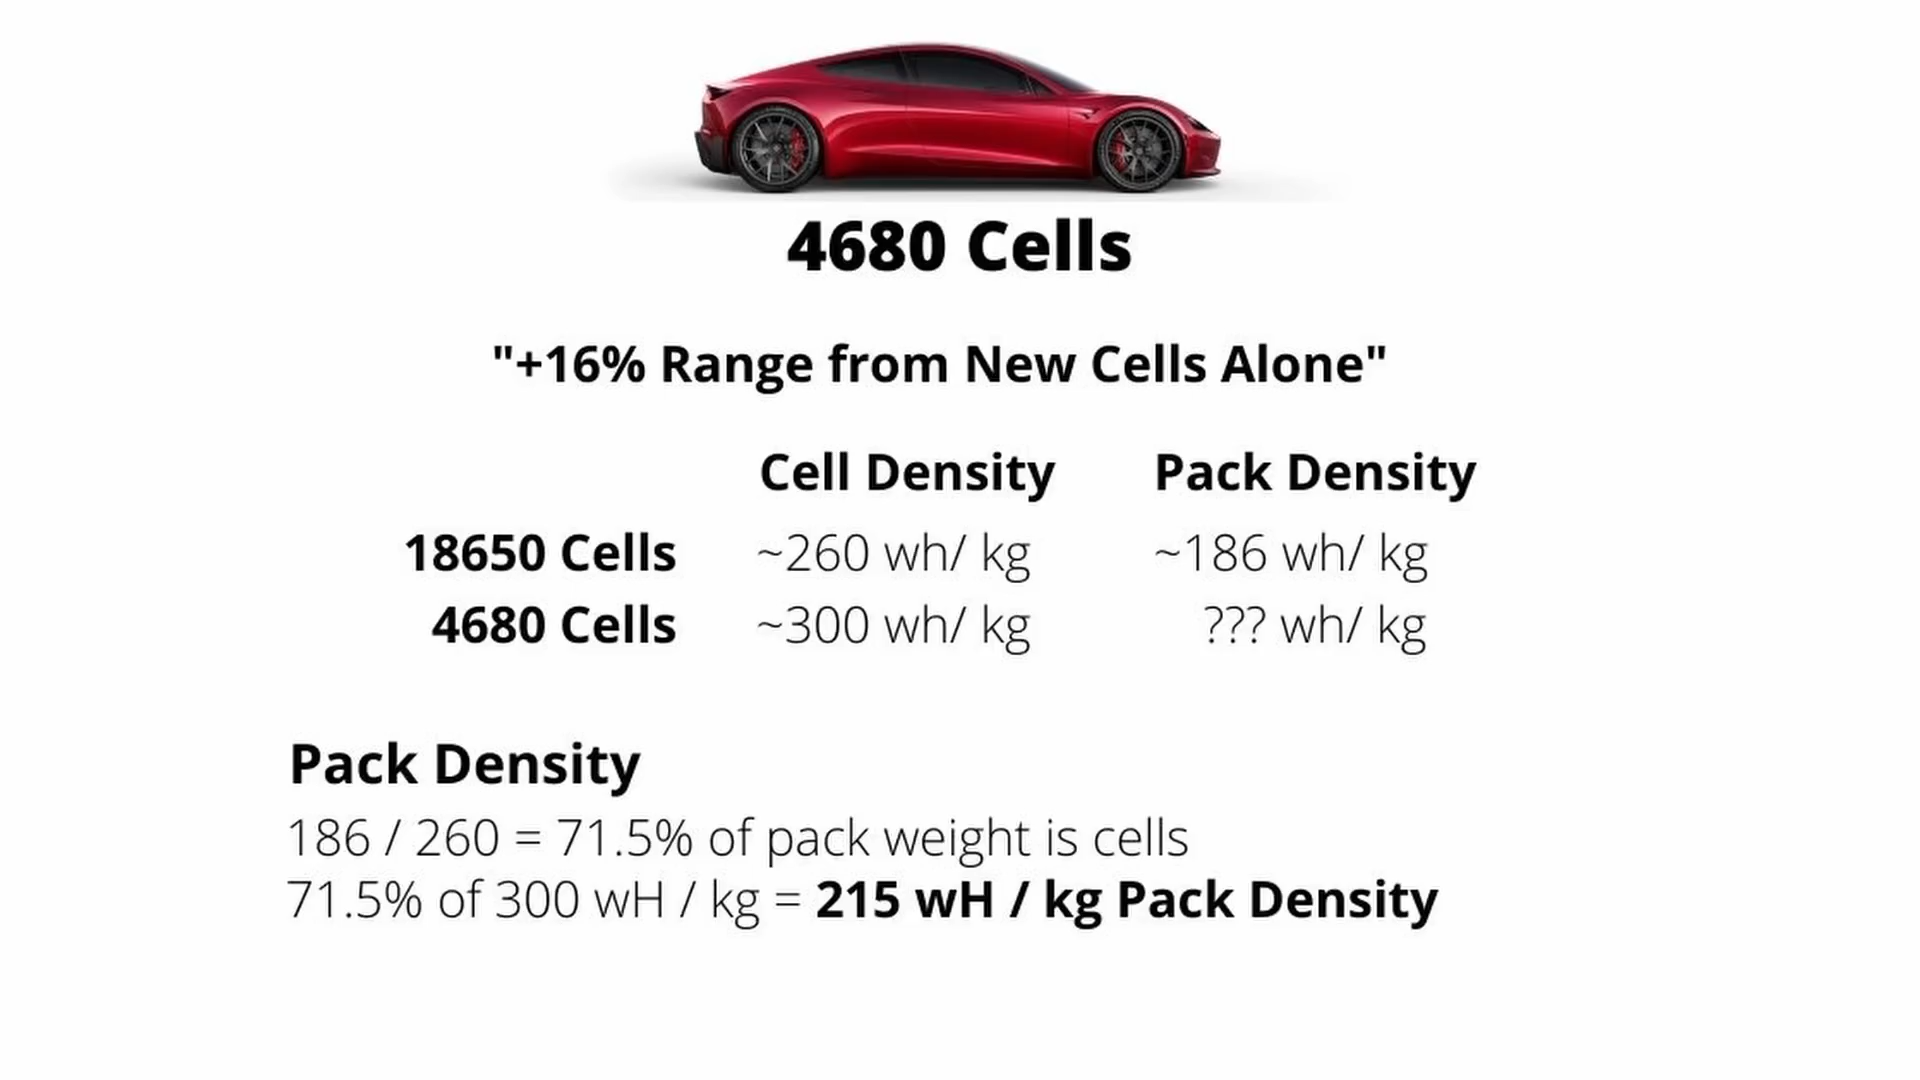 4680 Cells
"+16% Range from New Cells Alone"
Cell Density Pack Density
18650 Cells ~260 wh/ kg ~186 wh/ kg
4680 Cells ~300 wh/ kg ??? wh/ kg
Pack Density
186 / 260 = 71.5% of pack weight is cells
71.5% of 300 wH / kg = 215 wH / kg Pack Density